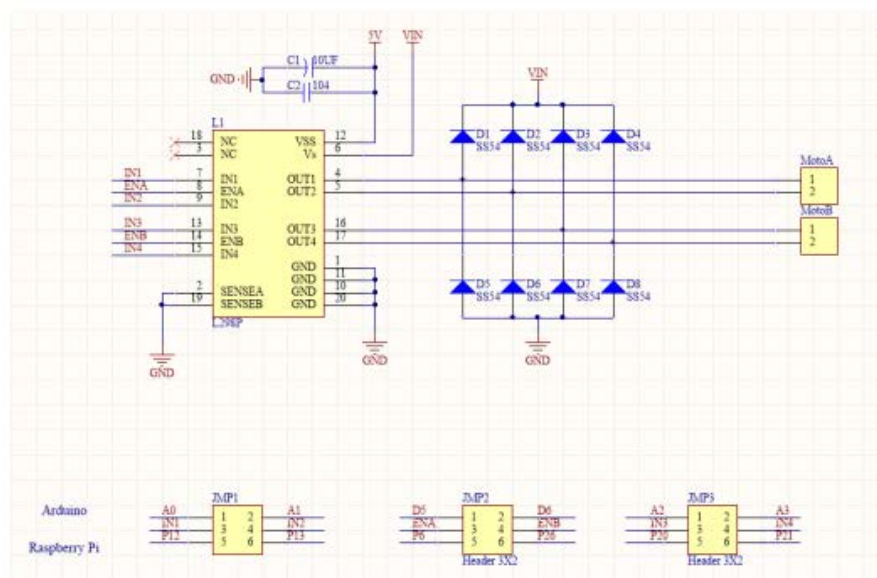 5V VIN
C1 10UF
GND
C2 104
VIN
L1
18 NC VSS 12
3 NC Vs 6
D1 D2 D3 D4
SS54 SS54 SS54 SS54
MotoA
IN1 7 IN1 OUT1 4 1
ENA 8 ENA OUT2 5 2
IN2 9 IN2
MotoB
IN3 13 IN3 OUT3 16 1
ENB 14 ENB OUT4 17 2
IN4 15 IN4
GND 1
GND 11
2 SENSEA GND 10
19 SENSEB GND 20
D5 D6 D7 D8
SS54 SS54 SS54 SS54
L298P
GND GND GND
JMP1 JMP2 JMP3
Arduino A0 1 2 A1 D5 1 2 D6 A2 1 2 A3
IN1 3 4 IN2 ENA 3 4 ENB IN3 3 4 IN4
Raspberry Pi P12 5 6 P13 P6 5 6 P26 P20 5 6 P21
Header 3X2 Header 3X2